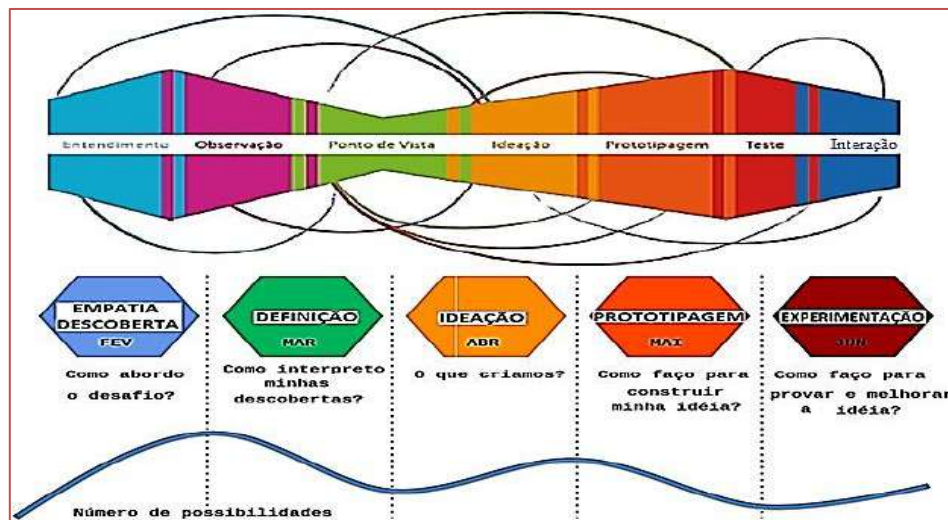 Entendimento Observação Ponto de Vista Ideação Prototipagem Teste Interação
EMPATIA
DESCOBERTA
FEV
DEFINIÇÃO
MAR
IDEAÇÃO
ABR
PROTOTIPAGEM
MAI
EXPERIMENTAÇÃO
JUN
Como abordo
o desafio?
Como interpreto
minhas
descobertas?
O que criamos?
Como faço para
construir
minha idéia?
Como faço para
provar e melhorar
a idéia?
Número de possibilidades